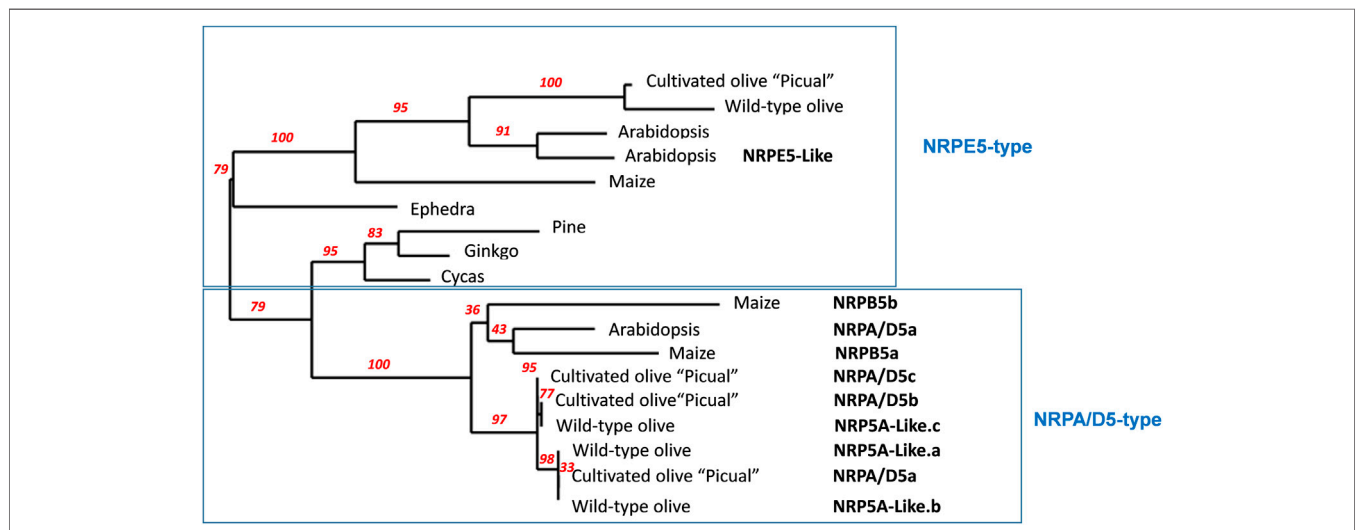 100
Cultivated olive “Picual”
95
Wild-type olive
Arabidopsis
100
91
Arabidopsis NRPE5-Like
NRPE5-type
79
Maize
Ephedra
Pine
83
Ginkgo
95
Cycas
79
36
Maize NRPB5b
43
Arabidopsis NRPA/D5a
Maize NRPB5a
100
95
Cultivated olive “Picual” NRPA/D5c
77
Cultivated olive“Picual” NRPA/D5b
97
Wild-type olive NRP5A-Like.c
NRPA/D5-type
Wild-type olive NRP5A-Like.a
98
33
Cultivated olive “Picual” NRPA/D5a
Wild-type olive NRP5A-Like.b